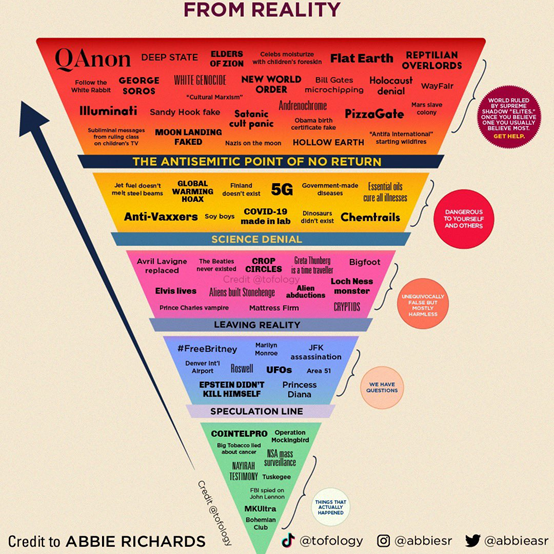 FROM REALITY
QAnon DEEP STATE ELDERS OF ZION Celebs moisturize with children's foreskin Flat Earth REPTILIAN OVERLORDS
Follow the White Rabbit GEORGE SOROS WHITE GENOCIDE "Cultural Marxism" NEW WORLD ORDER Bill Gates microchipping Holocaust denial WayFair
Illuminati Sandy Hook fake Satanic cult panic Andrenochrome Obama birth certificate fake PizzaGate Mars slave colony
Subliminal messages from ruling class on children's TV MOON LANDING FAKED Nazis on the moon HOLLOW EARTH "Antifa International" starting wildfires
WORLD RULED
BY SUPREME
SHADOW "ELITES."
ONCE YOU BELIEVE
ONE YOU USUALLY
BELIEVE MOST.
GET HELP.
THE ANTISEMITIC POINT OF NO RETURN
Jet fuel doesn't melt steel beams GLOBAL WARMING HOAX Finland doesn't exist 5G Government-made diseases Essential oils cure all illnesses
Anti-Vaxxers Soy boys COVID-19 made in lab Dinosaurs didn't exist Chemtrails
DANGEROUS
TO YOURSELF
AND OTHERS
SCIENCE DENIAL
Avril Lavigne replaced The Beatles never existed CROP CIRCLES Greta Thunberg is a time traveller Bigfoot
Credit @tofology
Elvis lives Aliens built Stonehenge Alien abductions Loch Ness monster
Prince Charles vampire Mattress Firm CRYPTIDS
UNEQUIVOCALLY
FALSE BUT
MOSTLY
HARMLESS
LEAVING REALITY
#FreeBritney Marilyn Monroe JFK assassination
Denver Int'l Airport Roswell UFOs Area 51
EPSTEIN DIDN'T KILL HIMSELF Princess Diana
WE HAVE
QUESTIONS
SPECULATION LINE
COINTELPRO Operation Mockingbird
Big Tobacco lied about cancer NSA mass surveillance
NAYIRAH TESTIMONY Tuskegee
FBI spied on John Lennon
MKUltra
Bohemian Club
THINGS THAT
ACTUALLY
HAPPENED
Credit @tofology
Credit to ABBIE RICHARDS @tofology @abbiesr @abbieasr